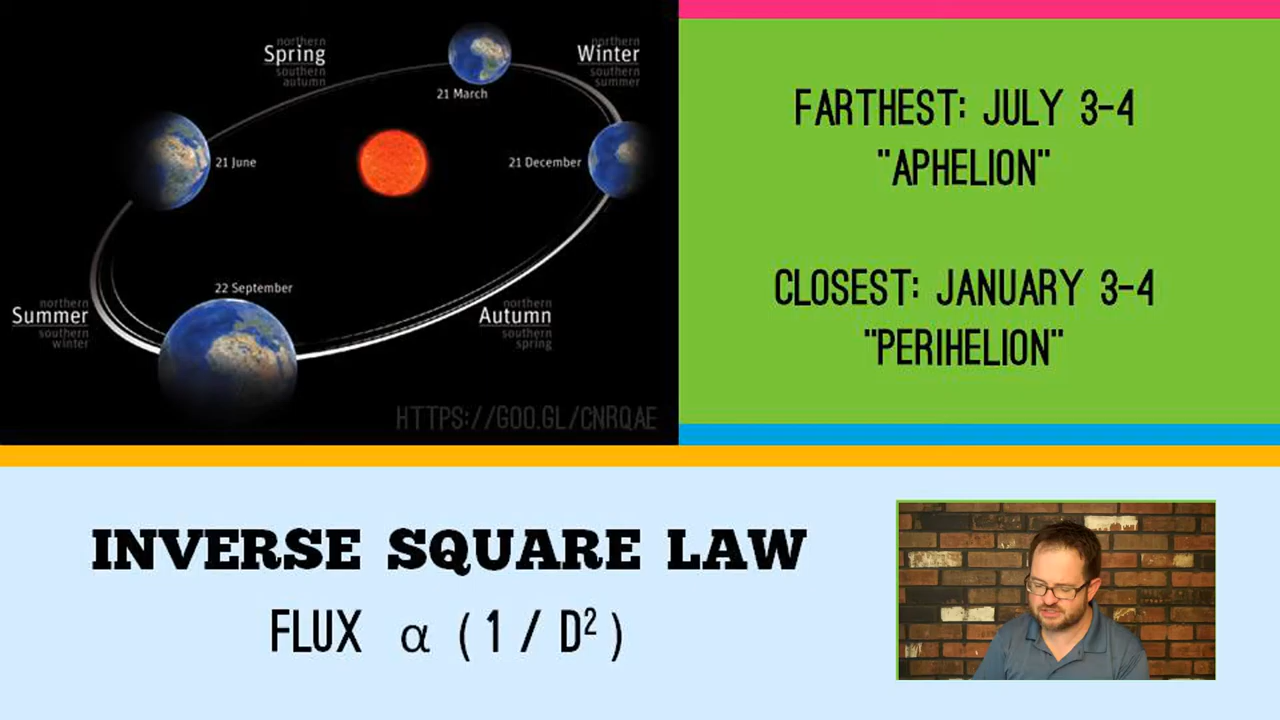 northern
Spring
southern
autumn
21 March
northern
Winter
southern
summer
21 June
21 December
22 September
northern
Summer
southern
winter
northern
Autumn
southern
spring
HTTPS://GOO.GL/CNRQAE
FARTHEST: JULY 3-4
"APHELION"
CLOSEST: JANUARY 3-4
"PERIHELION"
INVERSE SQUARE LAW
FLUX α ( 1 / D² )